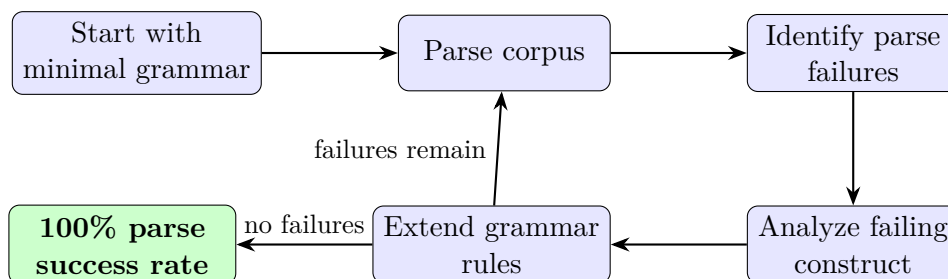 Start with
minimal grammar
Parse corpus
Identify parse
failures
failures remain
100% parse
success rate
no failures
Extend grammar
rules
Analyze failing
construct